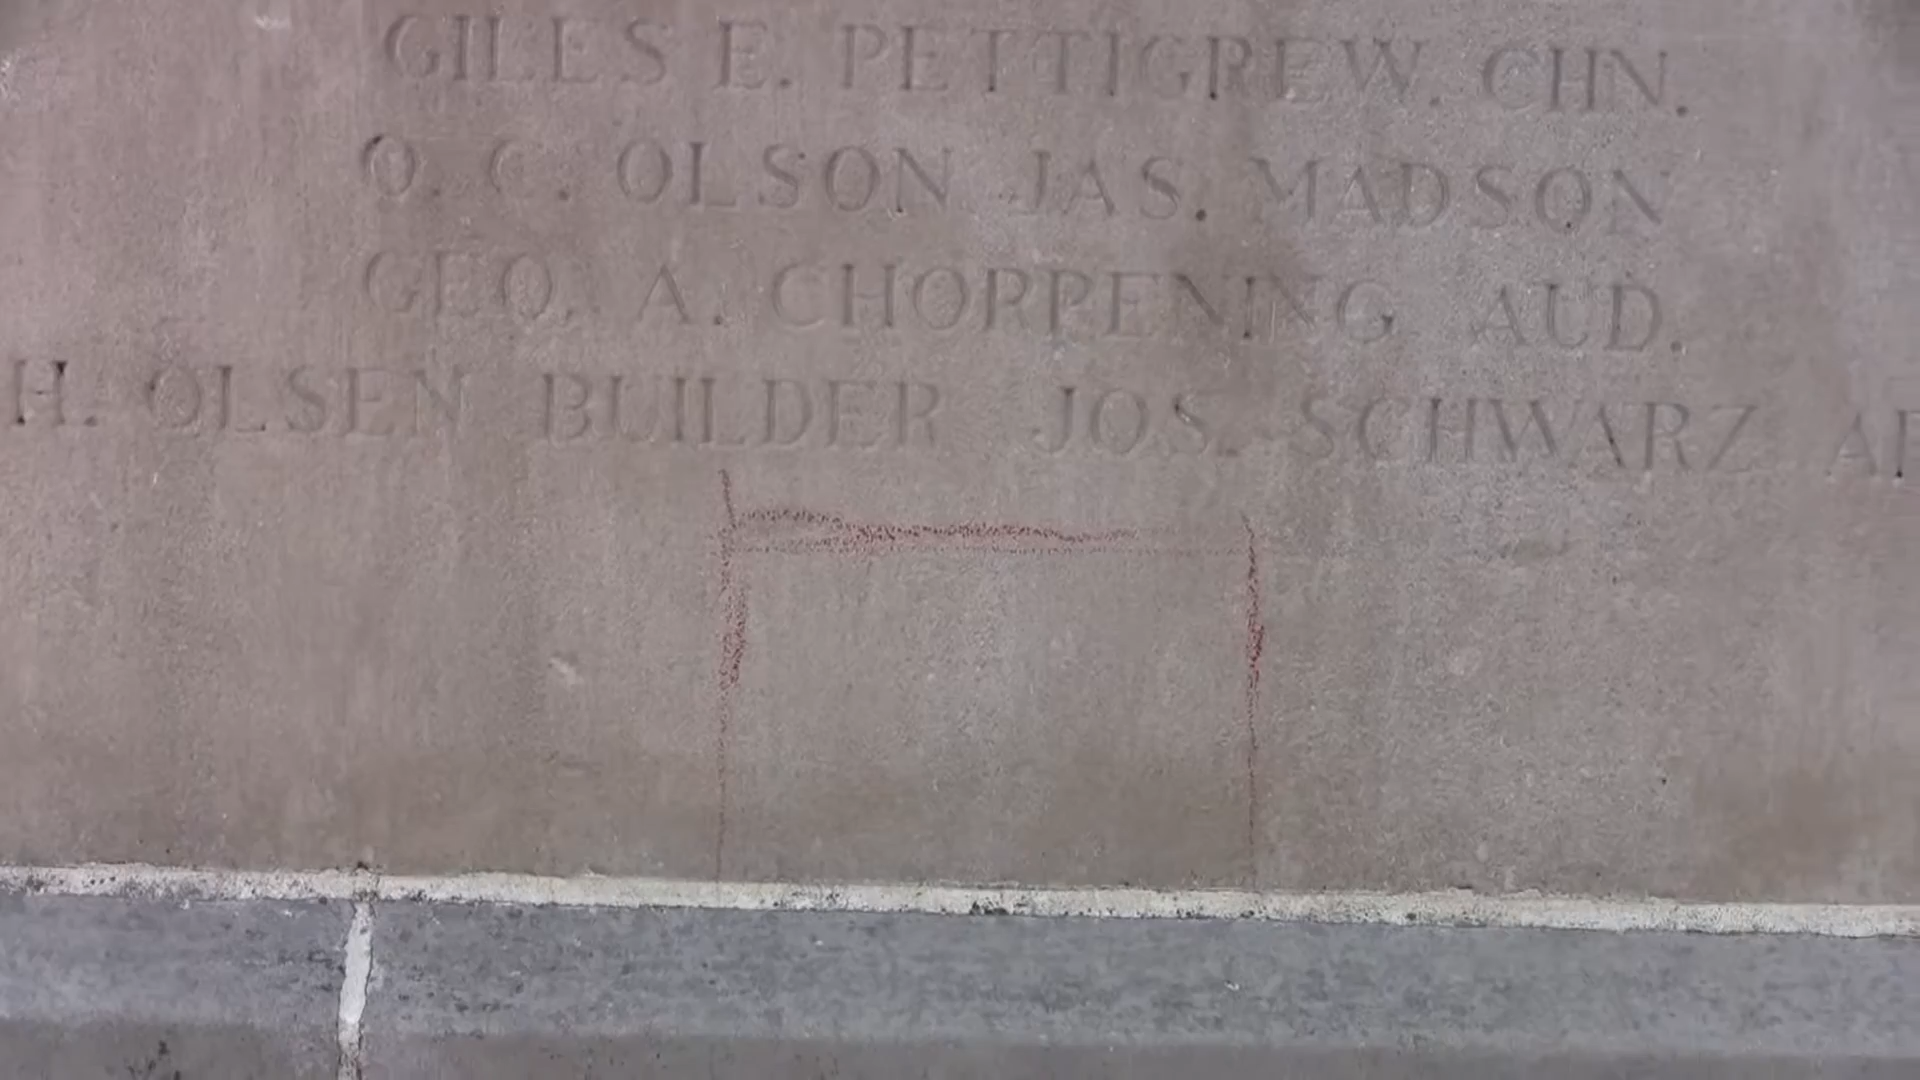 GILES E. PETTIGREW. CHN.
O. C. OLSON JAS. MADSON
GEO. A. CHOPPENING AUD.
H. OLSEN BUILDER JOS. SCHWARZ